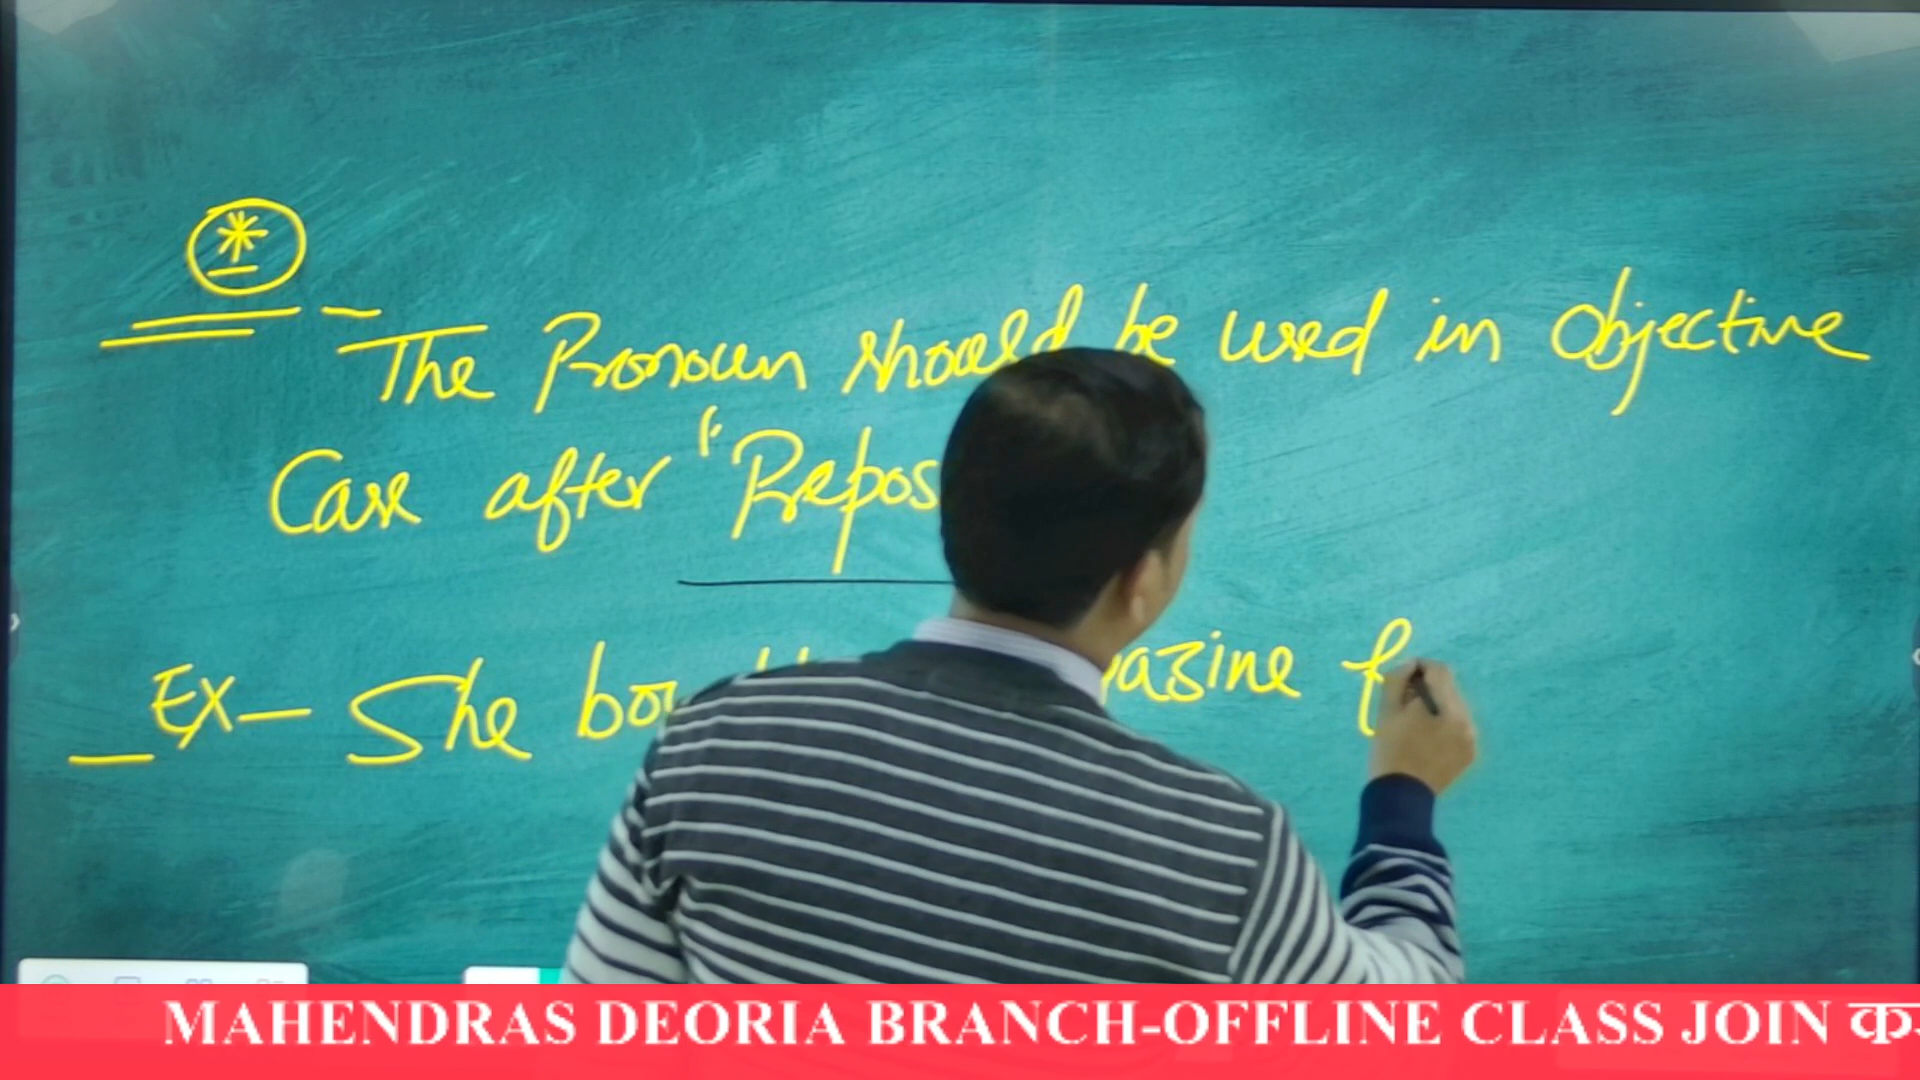 *
The Pronoun should be used in Objective
Case after "Prepos
Ex- She bou azine f
MAHENDRAS DEORIA BRANCH-OFFLINE CLASS JOIN